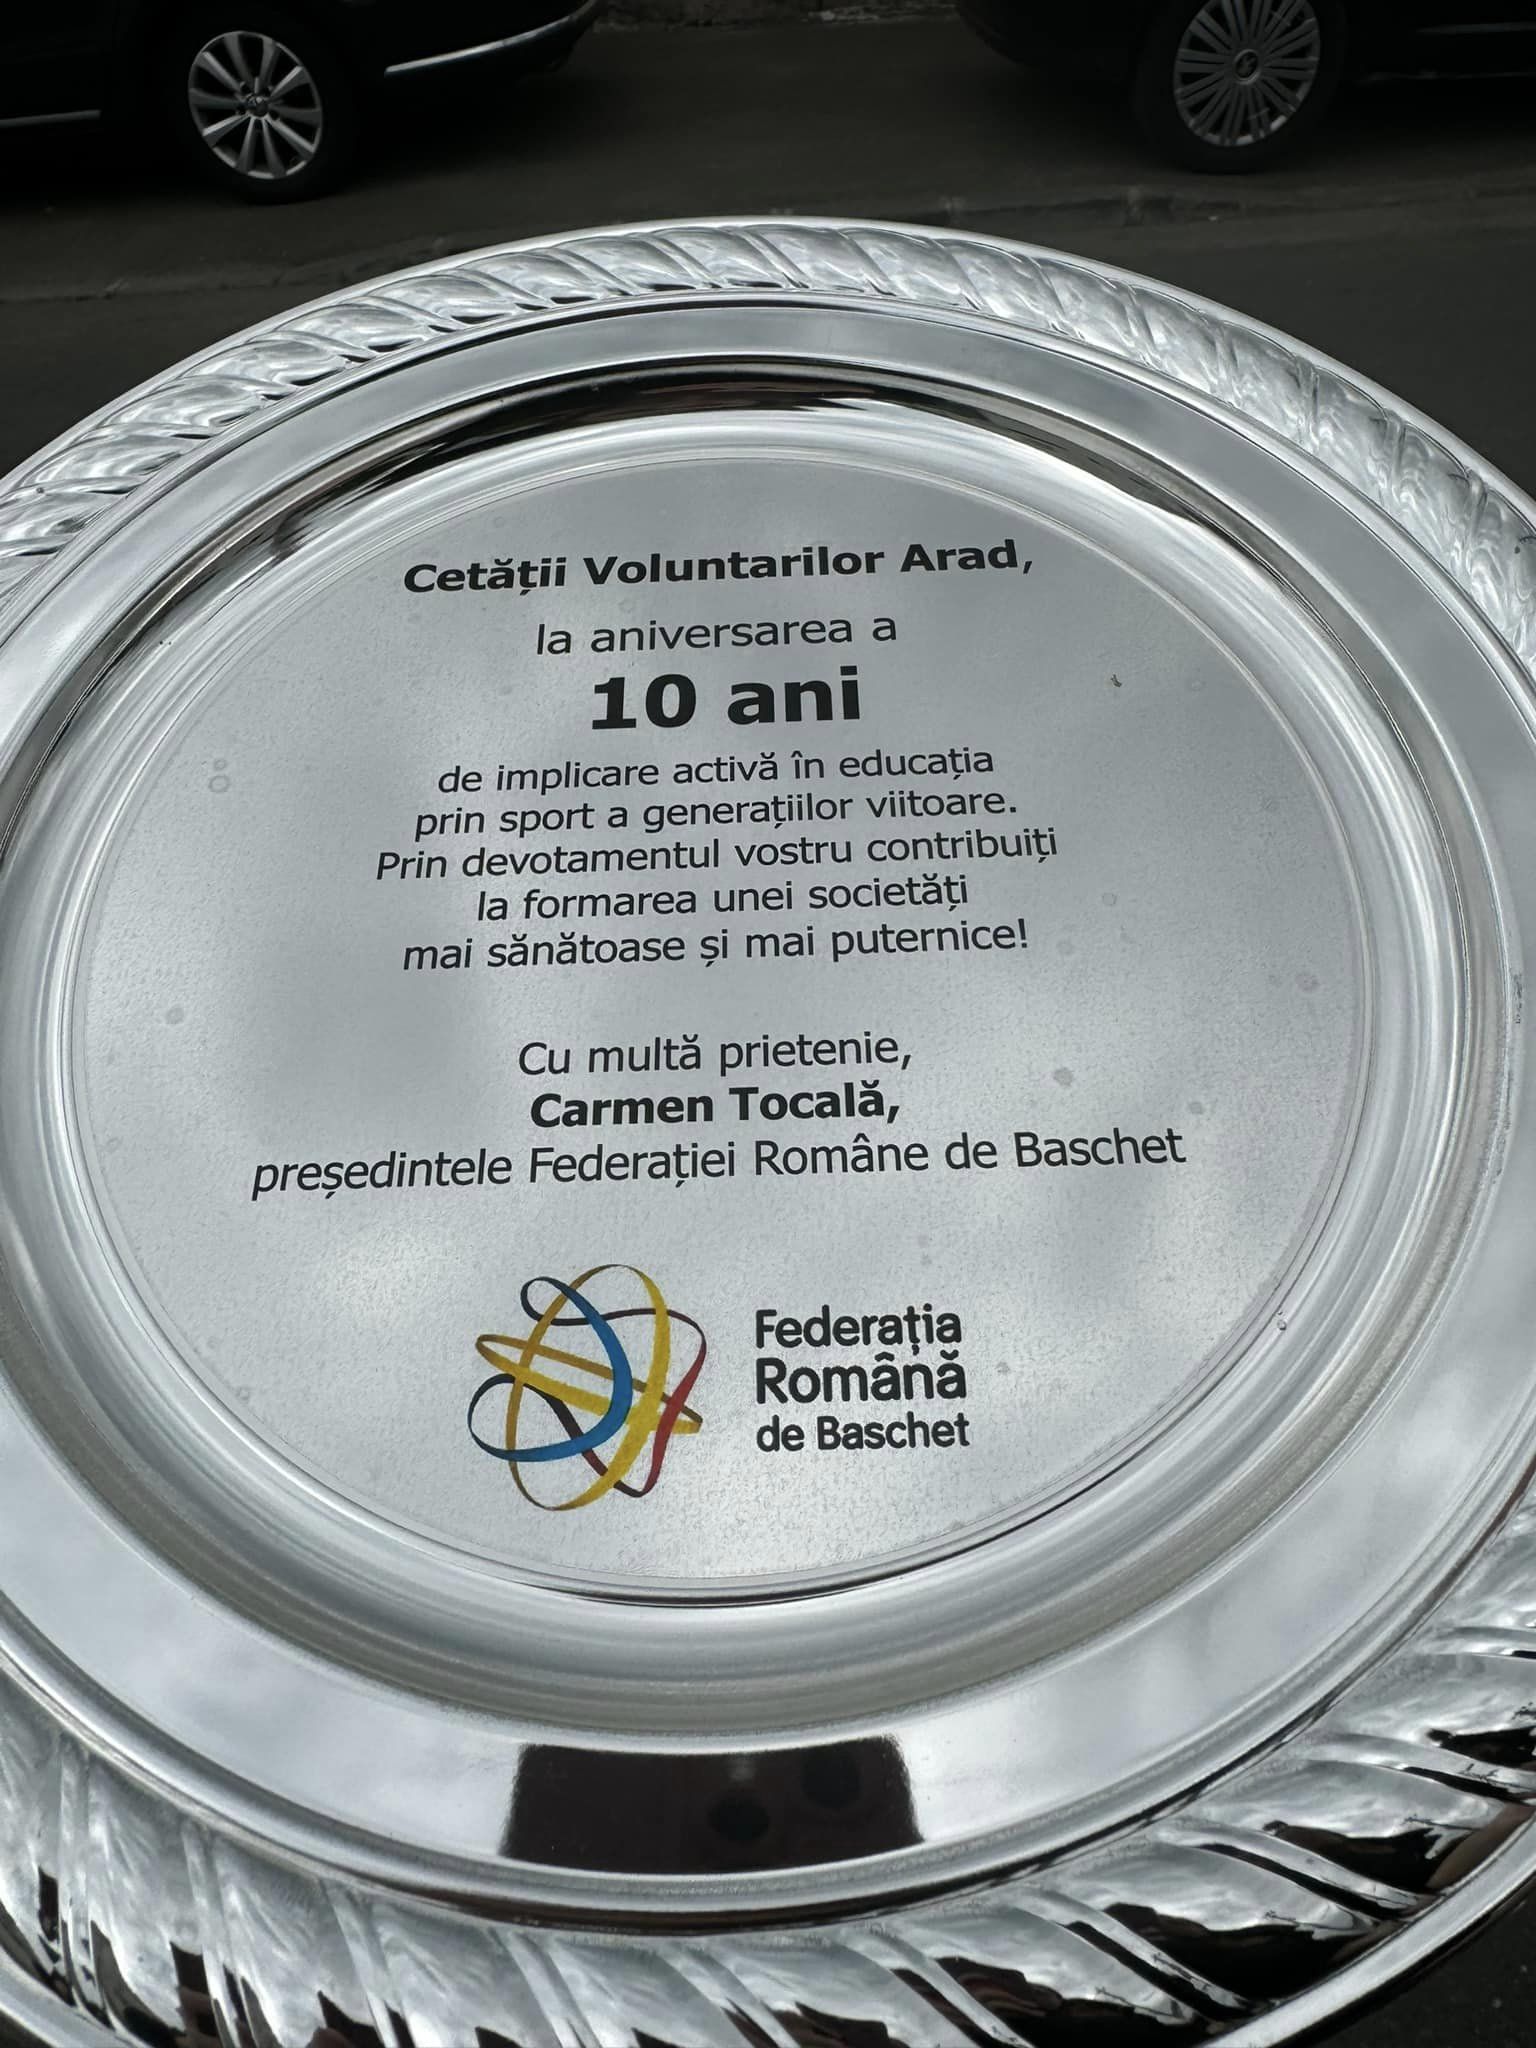 Cetății Voluntarilor Arad,
la aniversarea a
10 ani
de implicare activă în educația
prin sport a generațiilor viitoare.
Prin devotamentul vostru contribuiți
la formarea unei societăți
mai sănătoase și mai puternice!
Cu multă prietenie,
Carmen Tocală,
președintele Federației Române de Baschet
Federația
Română
de Baschet